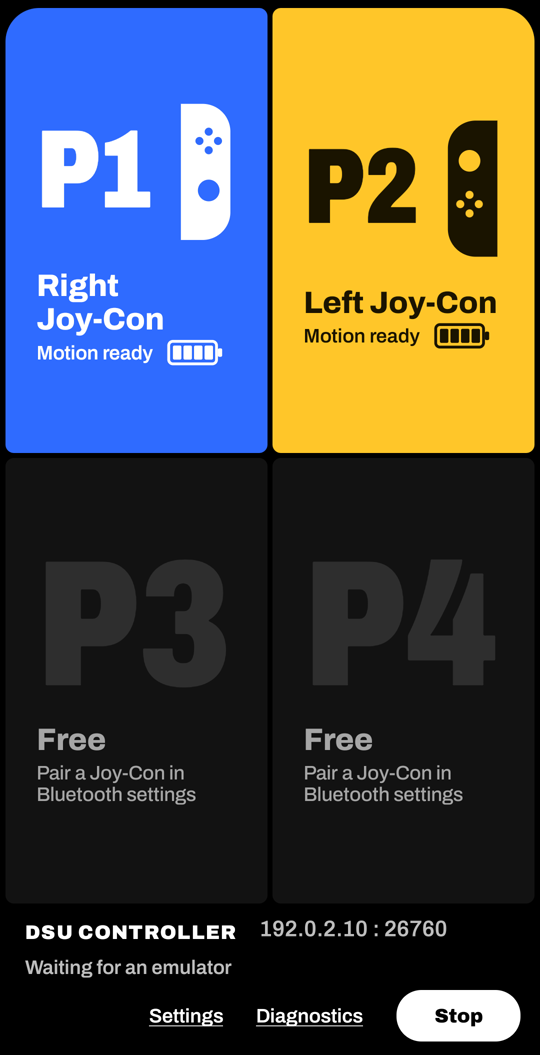 P1
Right
Joy-Con
Motion ready
P2
Left Joy-Con
Motion ready
P3
Free
Pair a Joy-Con in
Bluetooth settings
P4
Free
Pair a Joy-Con in
Bluetooth settings
DSU CONTROLLER
192.0.2.10 : 26760
Waiting for an emulator
Settings
Diagnostics
Stop